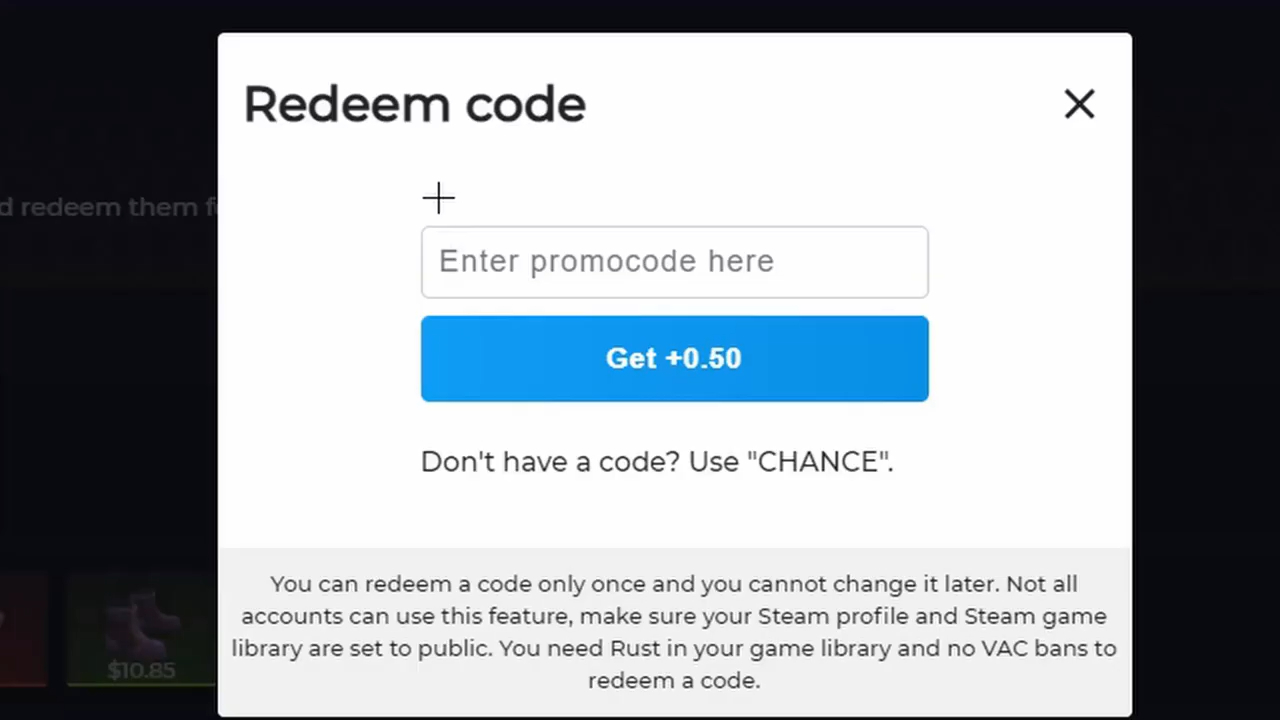 Redeem code
d redeem them f
Enter promocode here
Get +0.50
Don't have a code? Use "CHANCE".
You can redeem a code only once and you cannot change it later. Not all
accounts can use this feature, make sure your Steam profile and Steam game
library are set to public. You need Rust in your game library and no VAC bans to
redeem a code.
$10.85